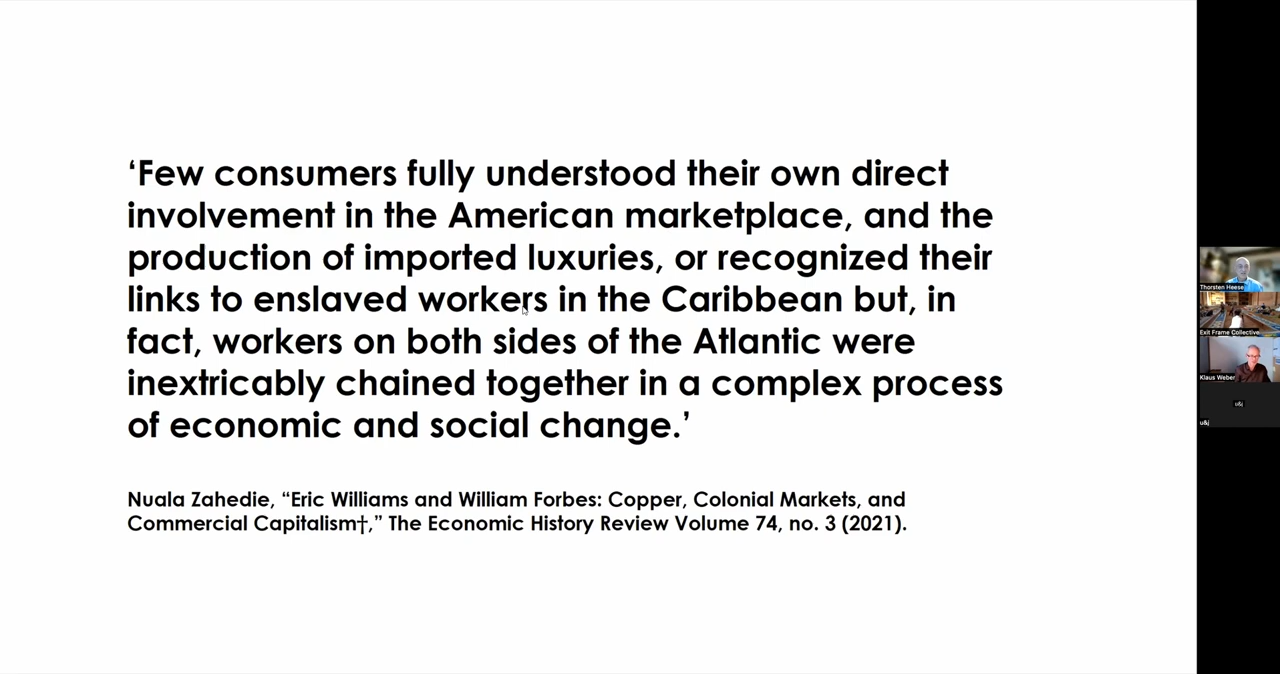 ‘Few consumers fully understood their own direct
involvement in the American marketplace, and the
production of imported luxuries, or recognized their
links to enslaved workers in the Caribbean but, in
fact, workers on both sides of the Atlantic were
inextricably chained together in a complex process
of economic and social change.’
Nuala Zahedie, “Eric Williams and William Forbes: Copper, Colonial Markets, and
Commercial Capitalism†,” The Economic History Review Volume 74, no. 3 (2021).
Thorsten Heese
Exit Frame Collective
Klaus Weber
u&j
u&j